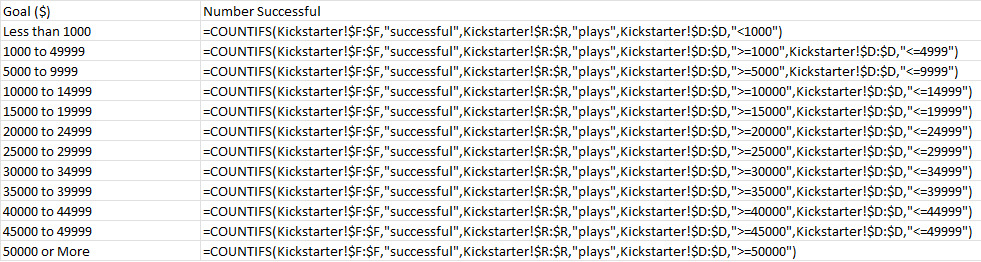 Goal ($) Number Successful
Less than 1000 =COUNTIFS(Kickstarter!$F:$F,"successful",Kickstarter!$R:$R,"plays",Kickstarter!$D:$D,"<1000")
1000 to 49999 =COUNTIFS(Kickstarter!$F:$F,"successful",Kickstarter!$R:$R,"plays",Kickstarter!$D:$D,">=1000",Kickstarter!$D:$D,"<=4999")
5000 to 9999 =COUNTIFS(Kickstarter!$F:$F,"successful",Kickstarter!$R:$R,"plays",Kickstarter!$D:$D,">=5000",Kickstarter!$D:$D,"<=9999")
10000 to 14999 =COUNTIFS(Kickstarter!$F:$F,"successful",Kickstarter!$R:$R,"plays",Kickstarter!$D:$D,">=10000",Kickstarter!$D:$D,"<=14999")
15000 to 19999 =COUNTIFS(Kickstarter!$F:$F,"successful",Kickstarter!$R:$R,"plays",Kickstarter!$D:$D,">=15000",Kickstarter!$D:$D,"<=19999")
20000 to 24999 =COUNTIFS(Kickstarter!$F:$F,"successful",Kickstarter!$R:$R,"plays",Kickstarter!$D:$D,">=20000",Kickstarter!$D:$D,"<=24999")
25000 to 29999 =COUNTIFS(Kickstarter!$F:$F,"successful",Kickstarter!$R:$R,"plays",Kickstarter!$D:$D,">=25000",Kickstarter!$D:$D,"<=29999")
30000 to 34999 =COUNTIFS(Kickstarter!$F:$F,"successful",Kickstarter!$R:$R,"plays",Kickstarter!$D:$D,">=30000",Kickstarter!$D:$D,"<=34999")
35000 to 39999 =COUNTIFS(Kickstarter!$F:$F,"successful",Kickstarter!$R:$R,"plays",Kickstarter!$D:$D,">=35000",Kickstarter!$D:$D,"<=39999")
40000 to 44999 =COUNTIFS(Kickstarter!$F:$F,"successful",Kickstarter!$R:$R,"plays",Kickstarter!$D:$D,">=40000",Kickstarter!$D:$D,"<=44999")
45000 to 49999 =COUNTIFS(Kickstarter!$F:$F,"successful",Kickstarter!$R:$R,"plays",Kickstarter!$D:$D,">=45000",Kickstarter!$D:$D,"<=49999")
50000 or More =COUNTIFS(Kickstarter!$F:$F,"successful",Kickstarter!$R:$R,"plays",Kickstarter!$D:$D,">=50000")